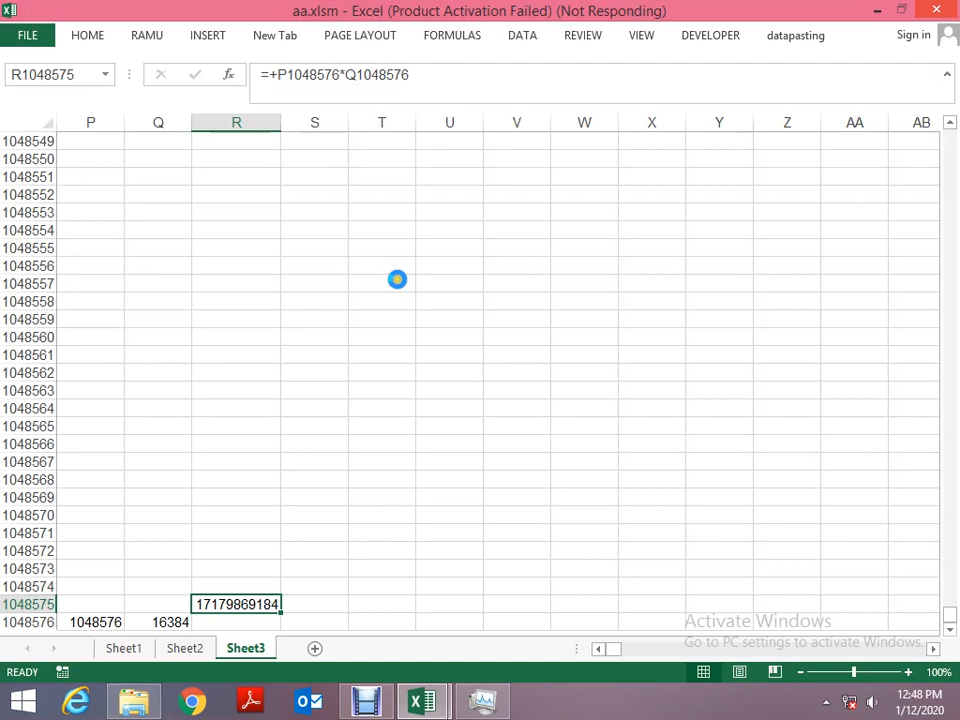 aa.xlsm - Excel (Product Activation Failed) (Not Responding)
FILE HOME RAMU INSERT New Tab PAGE LAYOUT FORMULAS DATA REVIEW VIEW DEVELOPER datapasting Sign in
R1048575 fx =+P1048576*Q1048576
P Q R S T U V W X Y Z AA AB
1048549
1048550
1048551
1048552
1048553
1048554
1048555
1048556
1048557
1048558
1048559
1048560
1048561
1048562
1048563
1048564
1048565
1048566
1048567
1048568
1048569
1048570
1048571
1048572
1048573
1048574
1048575 17179869184
1048576 1048576 16384
Activate Windows
Go to PC settings to activate Windows.
Sheet1 Sheet2 Sheet3
READY 100%
12:48 PM
1/12/2020